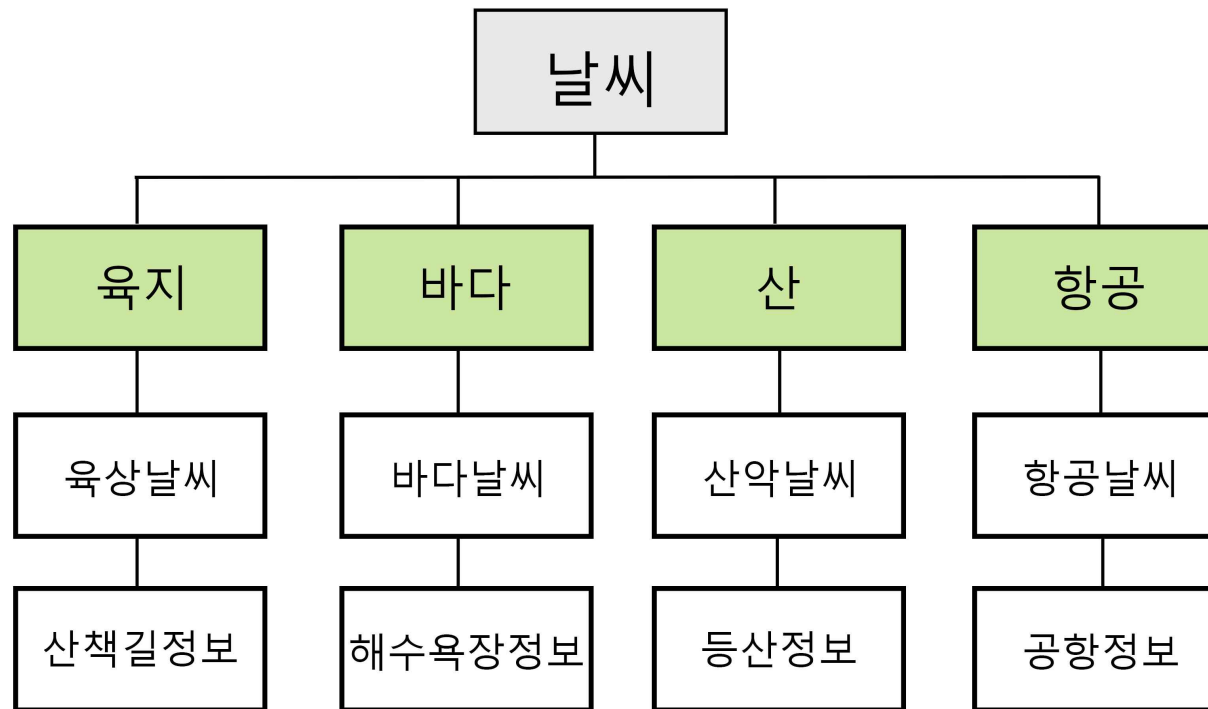 날씨
육지
바다
산
항공
육상날씨
바다날씨
산악날씨
항공날씨
산책길정보
해수욕장정보
등산정보
공항정보